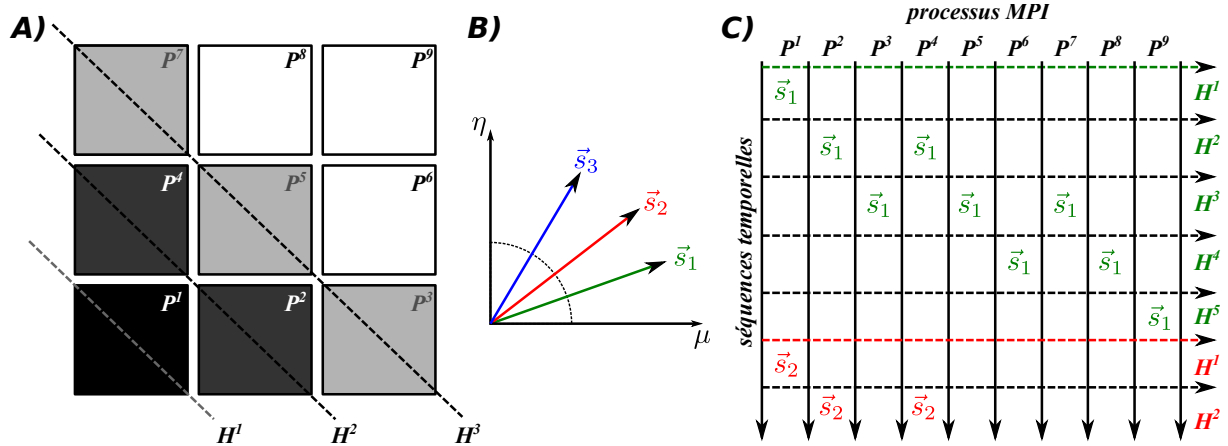 A)
P⁷ P⁸ P⁹
P⁴ P⁵ P⁶
P¹ P² P³
H¹ H² H³
B)
η
s⃗₃
s⃗₂
s⃗₁
μ
C)
processus MPI
P¹ P² P³ P⁴ P⁵ P⁶ P⁷ P⁸ P⁹
séquences temporelles
s⃗₁ H¹
s⃗₁ s⃗₁ H²
s⃗₁ s⃗₁ s⃗₁ H³
s⃗₁ s⃗₁ H⁴
s⃗₁ H⁵
s⃗₂ H¹
s⃗₂ s⃗₂ H²